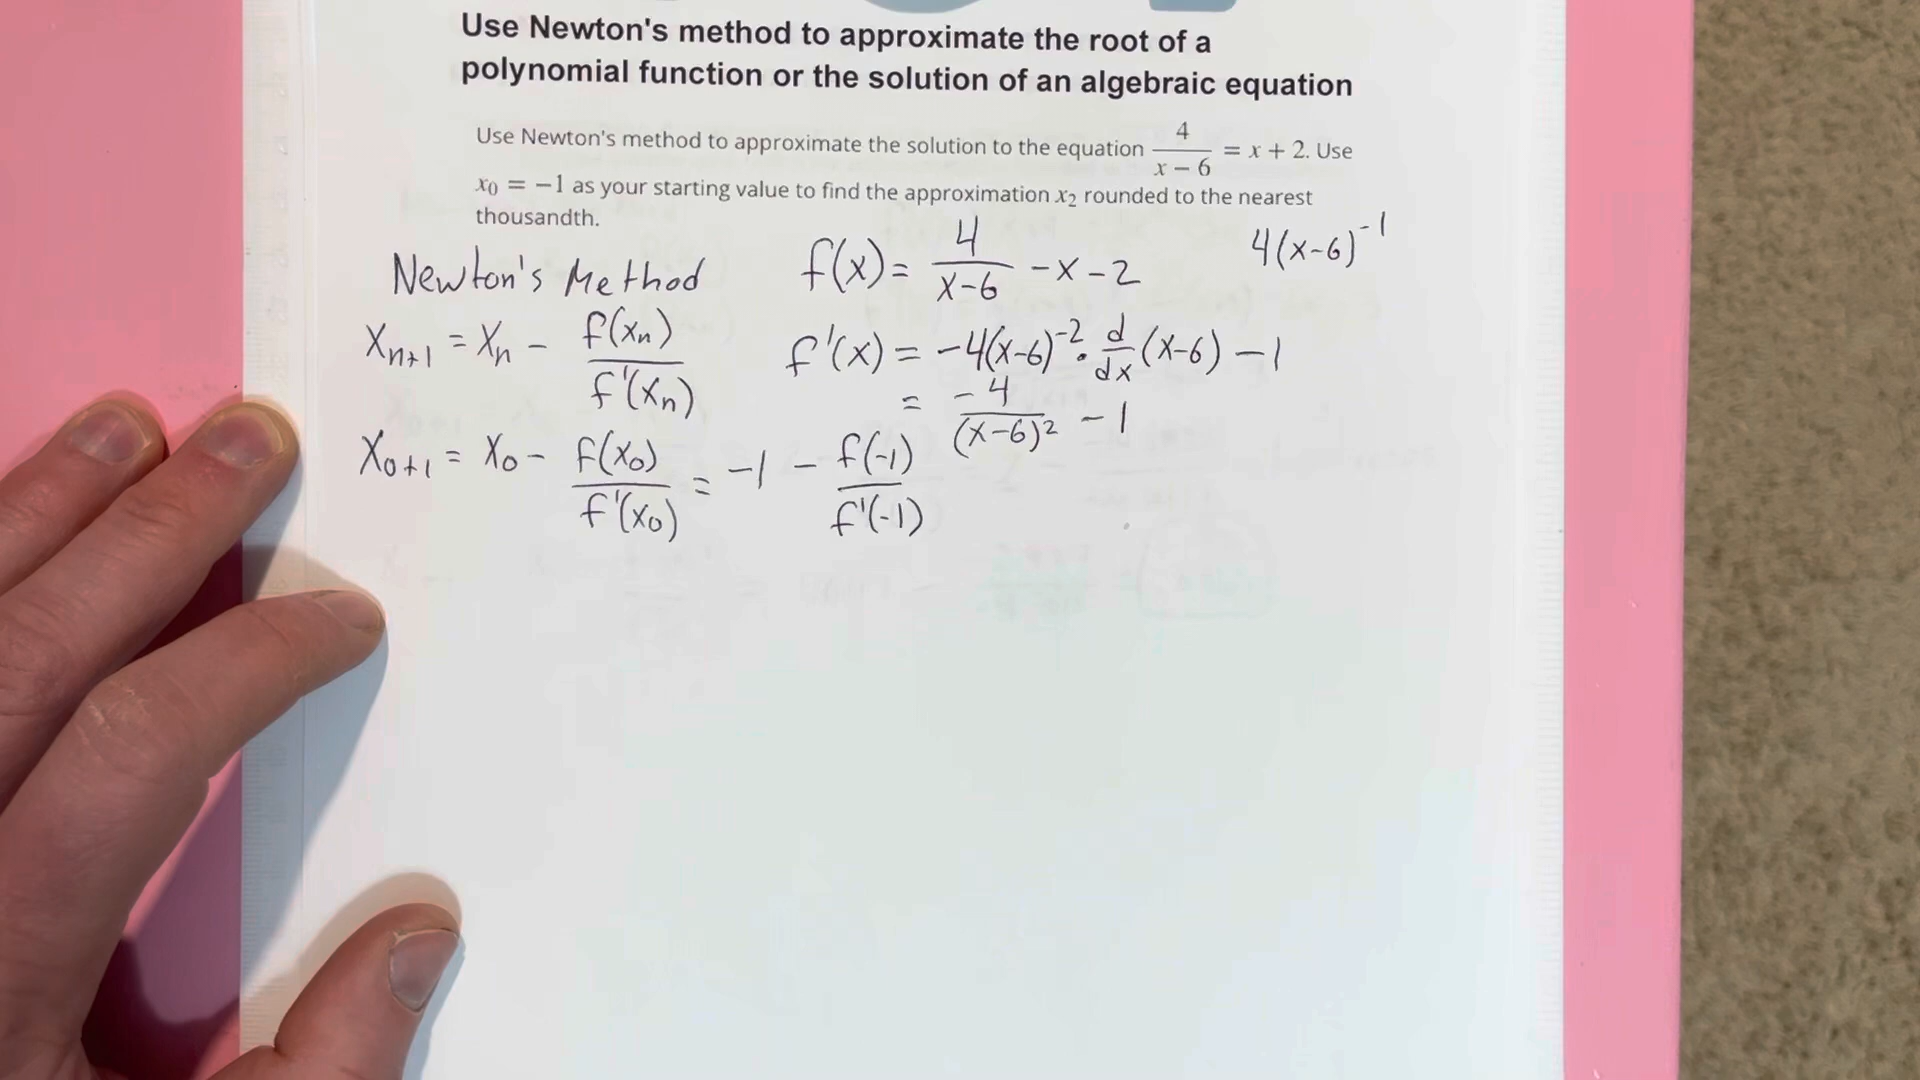 Use Newton's method to approximate the root of a
polynomial function or the solution of an algebraic equation
Use Newton's method to approximate the solution to the equation 4/(x − 6) = x + 2. Use
x₀ = −1 as your starting value to find the approximation x₂ rounded to the nearest
thousandth.
4(x-6)⁻¹
Newton's Method
f(x) = 4/(x-6) - x - 2
Xn+1 = Xn - f(Xn)/f'(Xn)
f'(x) = -4(x-6)⁻² · d/dx (x-6) - 1
= -4/(x-6)² - 1
X0+1 = X0 - f(X0)/f'(X0) = -1 - f(-1)/f'(-1)